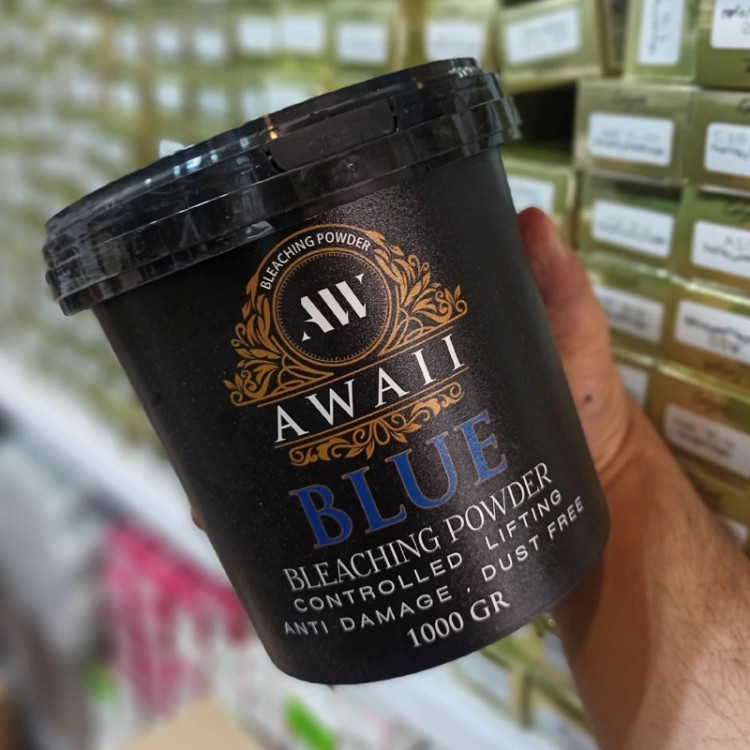 BLEACHING POWDER
AW
AWAII
BLUE
BLEACHING POWDER
CONTROLLED LIFTING
ANTI DAMAGE , DUST FREE
1000 GR